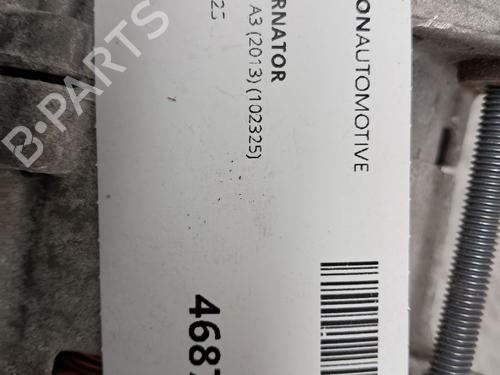 ONAUTOMOTIVE
RNATOR
A3 (2013) (102325)
25
468
B-PARTS